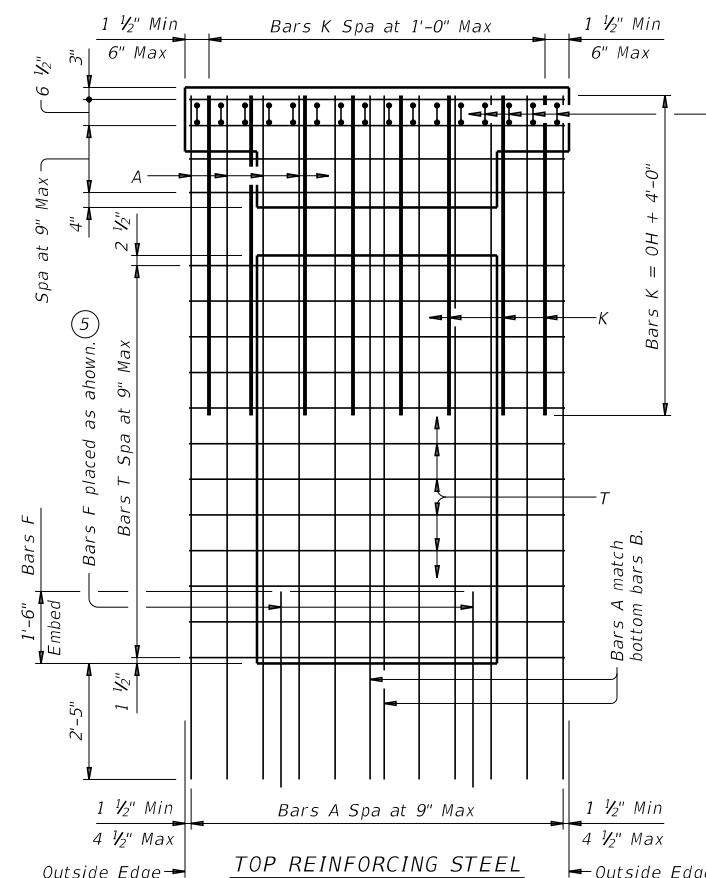 1 ½" Min
6" Max
Bars K Spa at 1'-0" Max
1 ½" Min
6" Max
3"
6 ½"
Spa at 9" Max
4"
A
2 ½"
Bars K = OH + 4'-0"
K
5
Bars F placed as ahown.
Bars T Spa at 9" Max
T
Bars F
1'-6"
Embed
Bars A match
bottom bars B.
1 ½"
2'-5"
1 ½" Min
4 ½" Max
Bars A Spa at 9" Max
1 ½" Min
4 ½" Max
Outside Edge
TOP REINFORCING STEEL
Outside Edge